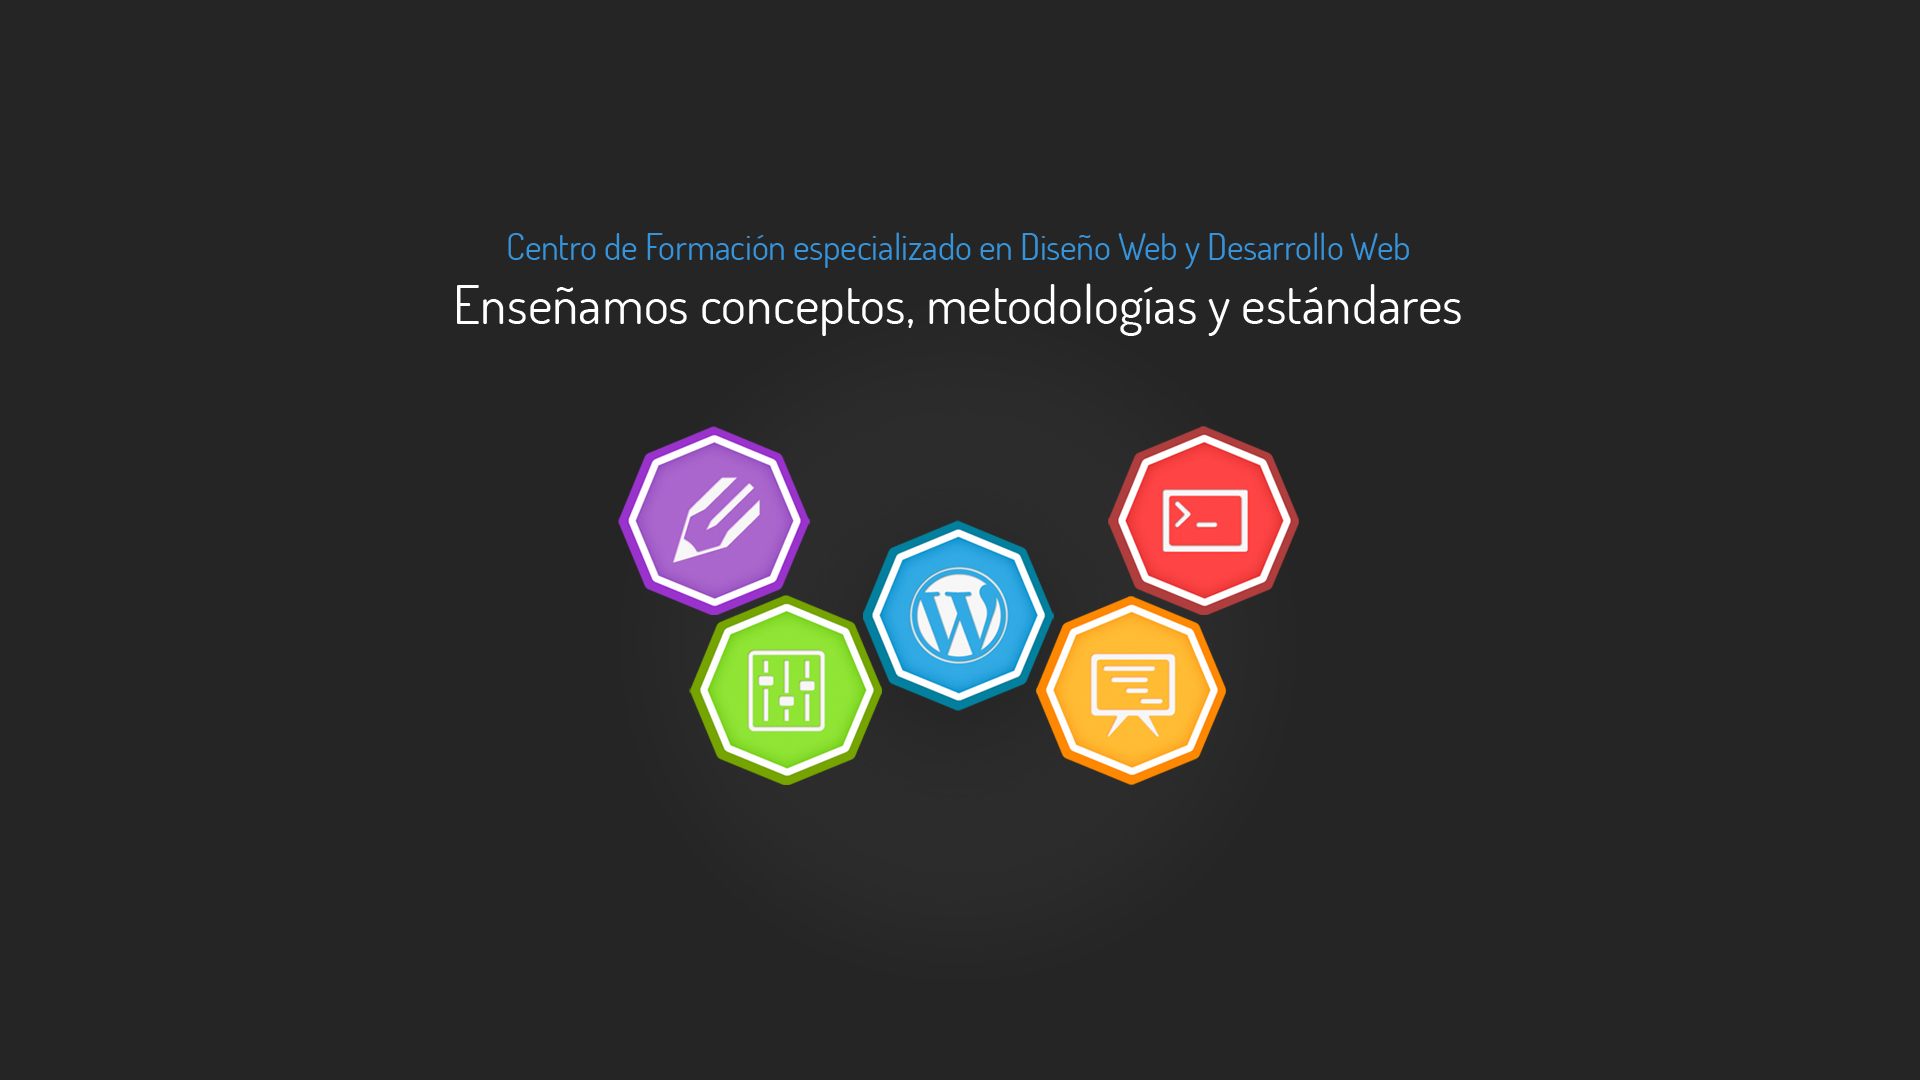 Centro de Formación especializado en Diseño Web y Desarrollo Web
Enseñamos conceptos, metodologías y estándares